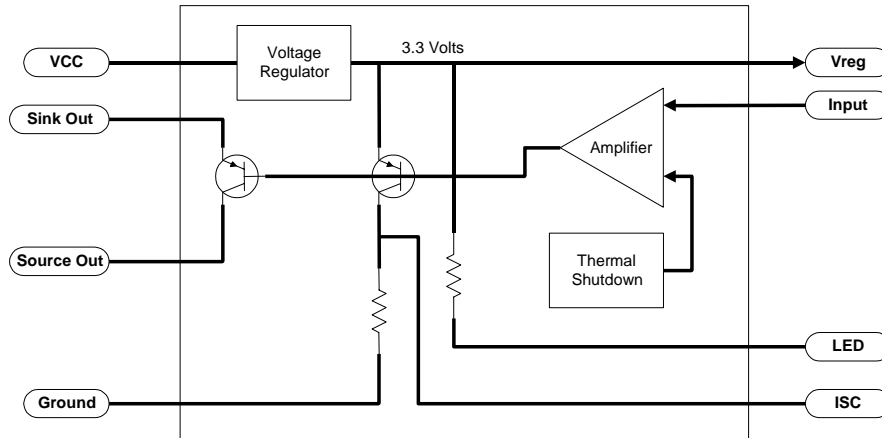 VCC
Voltage
Regulator
3.3 Volts
Vreg
Sink Out
Input
Amplifier
Source Out
Thermal
Shutdown
LED
Ground
ISC